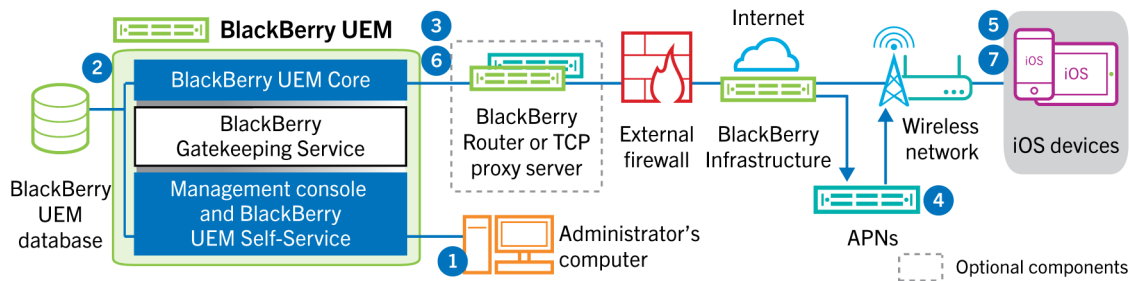 BlackBerry UEM
3
Internet
5
2
6
7
BlackBerry UEM Core
iOS
iOS
BlackBerry
Gatekeeping Service
BlackBerry
Router or TCP
proxy server
External
firewall
BlackBerry
Infrastructure
Wireless
network
iOS devices
BlackBerry
UEM
database
Management console
and BlackBerry
UEM Self-Service
4
APNs
1
Administrator's
computer
Optional components